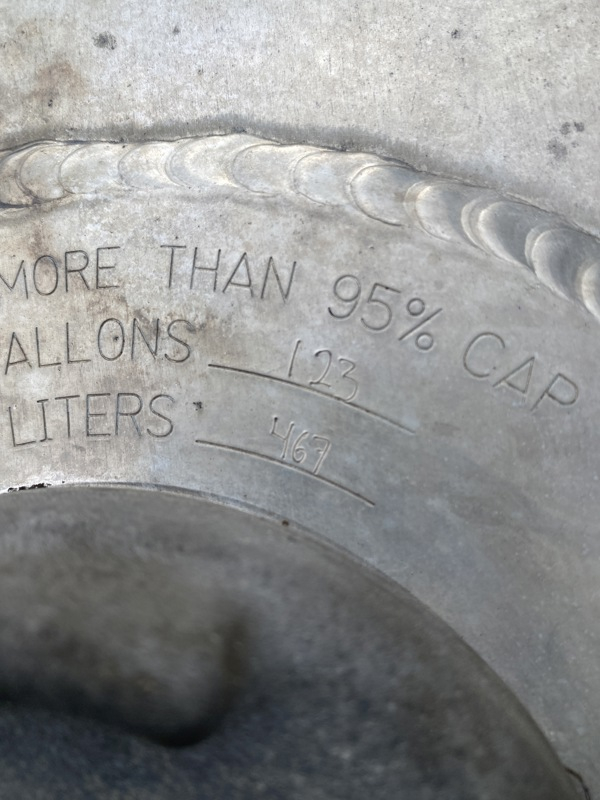 MORE THAN 95% CAP
ALLONS 123
LITERS 467